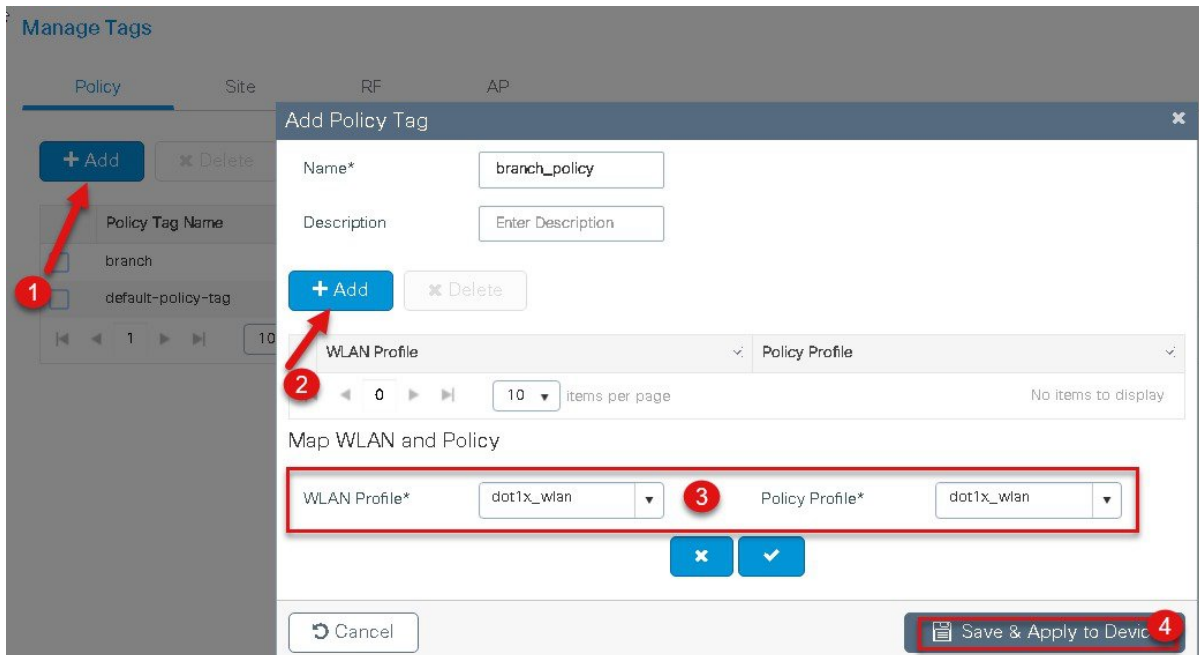 Manage Tags
Policy Site RF AP
Add Policy Tag
+ Add Delete
Name* branch_policy
Description Enter Description
Policy Tag Name
branch
1 default-policy-tag
+ Add Delete
1 10
WLAN Profile Policy Profile
2 0 10 items per page No items to display
Map WLAN and Policy
WLAN Profile* dot1x_wlan 3 Policy Profile* dot1x_wlan
Cancel Save & Apply to Devic 4